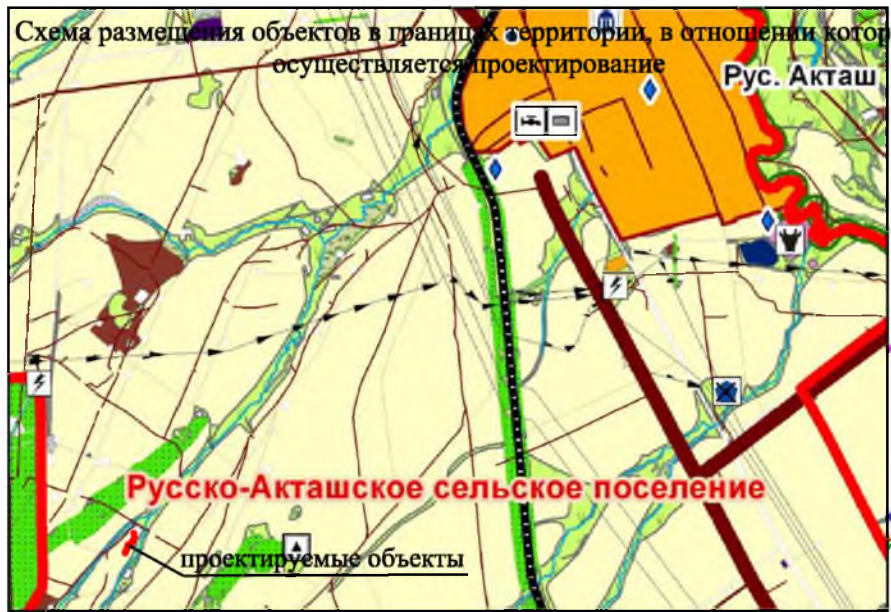 Схема размещения объектов в границах территории, в отношении котор
осуществляется проектирование
Рус. Акташ
Русско-Акташское сельское поселение
проектируемые объекты